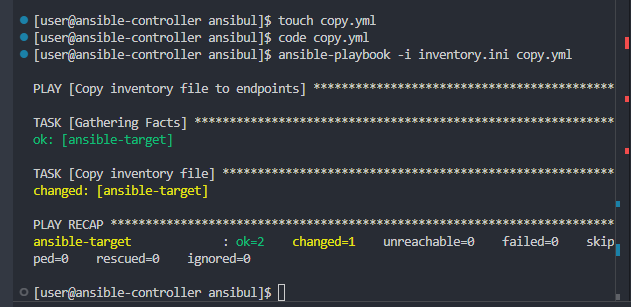 [user@ansible-controller ansibul]$ touch copy.yml
[user@ansible-controller ansibul]$ code copy.yml
[user@ansible-controller ansibul]$ ansible-playbook -i inventory.ini copy.yml
PLAY [Copy inventory file to endpoints] *******************************************
TASK [Gathering Facts] ************************************************************
ok: [ansible-target]
TASK [Copy inventory file] ********************************************************
changed: [ansible-target]
PLAY RECAP ************************************************************************
ansible-target             : ok=2    changed=1    unreachable=0    failed=0    skip
ped=0    rescued=0    ignored=0
[user@ansible-controller ansibul]$